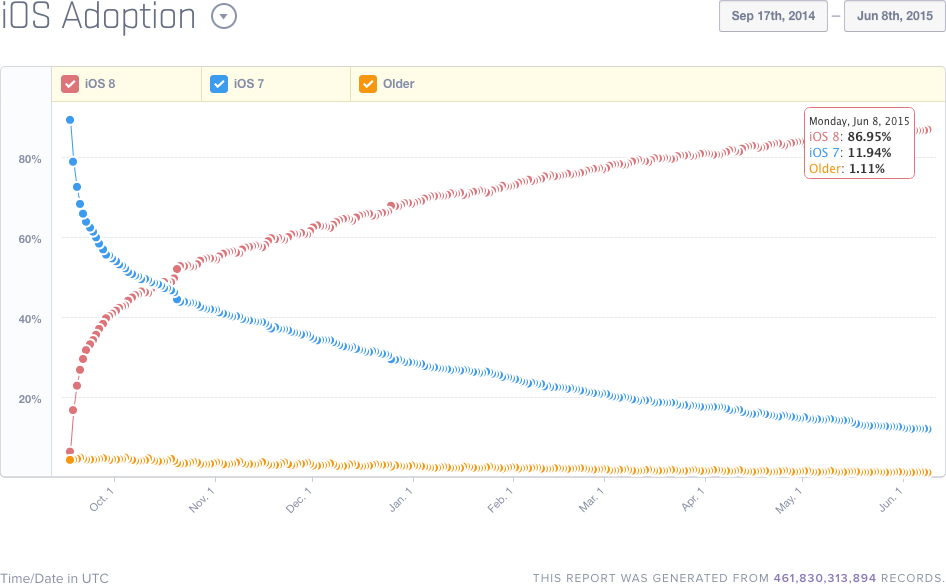 iOS Adoption
Sep 17th, 2014 – Jun 8th, 2015
iOS 8 iOS 7 Older
Monday, Jun 8, 2015
iOS 8: 86.95%
iOS 7: 11.94%
Older: 1.11%
80%
60%
40%
20%
Oct. 1 Nov. 1 Dec. 1 Jan. 1 Feb. 1 Mar. 1 Apr. 1 May. 1 Jun. 1
Time/Date in UTC THIS REPORT WAS GENERATED FROM 461,830,313,894 RECORDS.